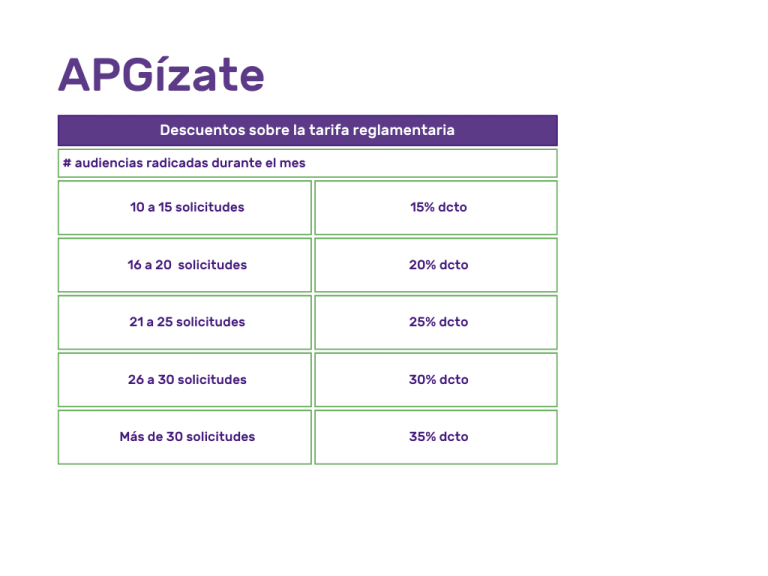 APGízate
Descuentos sobre la tarifa reglamentaria
# audiencias radicadas durante el mes
10 a 15 solicitudes 15% dcto
16 a 20  solicitudes 20% dcto
21 a 25 solicitudes 25% dcto
26 a 30 solicitudes 30% dcto
Más de 30 solicitudes 35% dcto